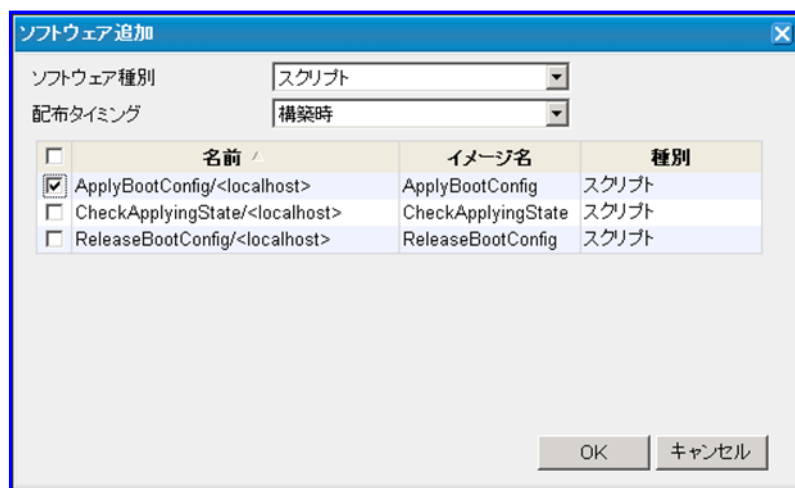 ソフトウェア追加
ソフトウェア種別 スクリプト
配布タイミング 構築時
名前 イメージ名 種別
ApplyBootConfig/<localhost> ApplyBootConfig スクリプト
CheckApplyingState/<localhost> CheckApplyingState スクリプト
ReleaseBootConfig/<localhost> ReleaseBootConfig スクリプト
OK キャンセル